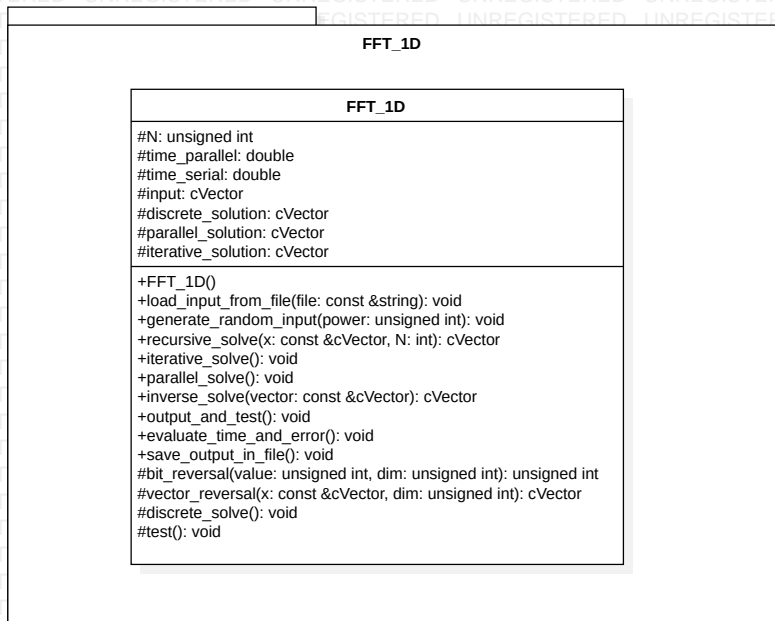 UNREGISTERED UNREGISTERED
FFT_1D
FFT_1D
#N: unsigned int
#time_parallel: double
#time_serial: double
#input: cVector
#discrete_solution: cVector
#parallel_solution: cVector
#iterative_solution: cVector
+FFT_1D()
+load_input_from_file(file: const &string): void
+generate_random_input(power: unsigned int): void
+recursive_solve(x: const &cVector, N: int): cVector
+iterative_solve(): void
+parallel_solve(): void
+inverse_solve(vector: const &cVector): cVector
+output_and_test(): void
+evaluate_time_and_error(): void
+save_output_in_file(): void
#bit_reversal(value: unsigned int, dim: unsigned int): unsigned int
#vector_reversal(x: const &cVector, dim: unsigned int): cVector
#discrete_solve(): void
#test(): void